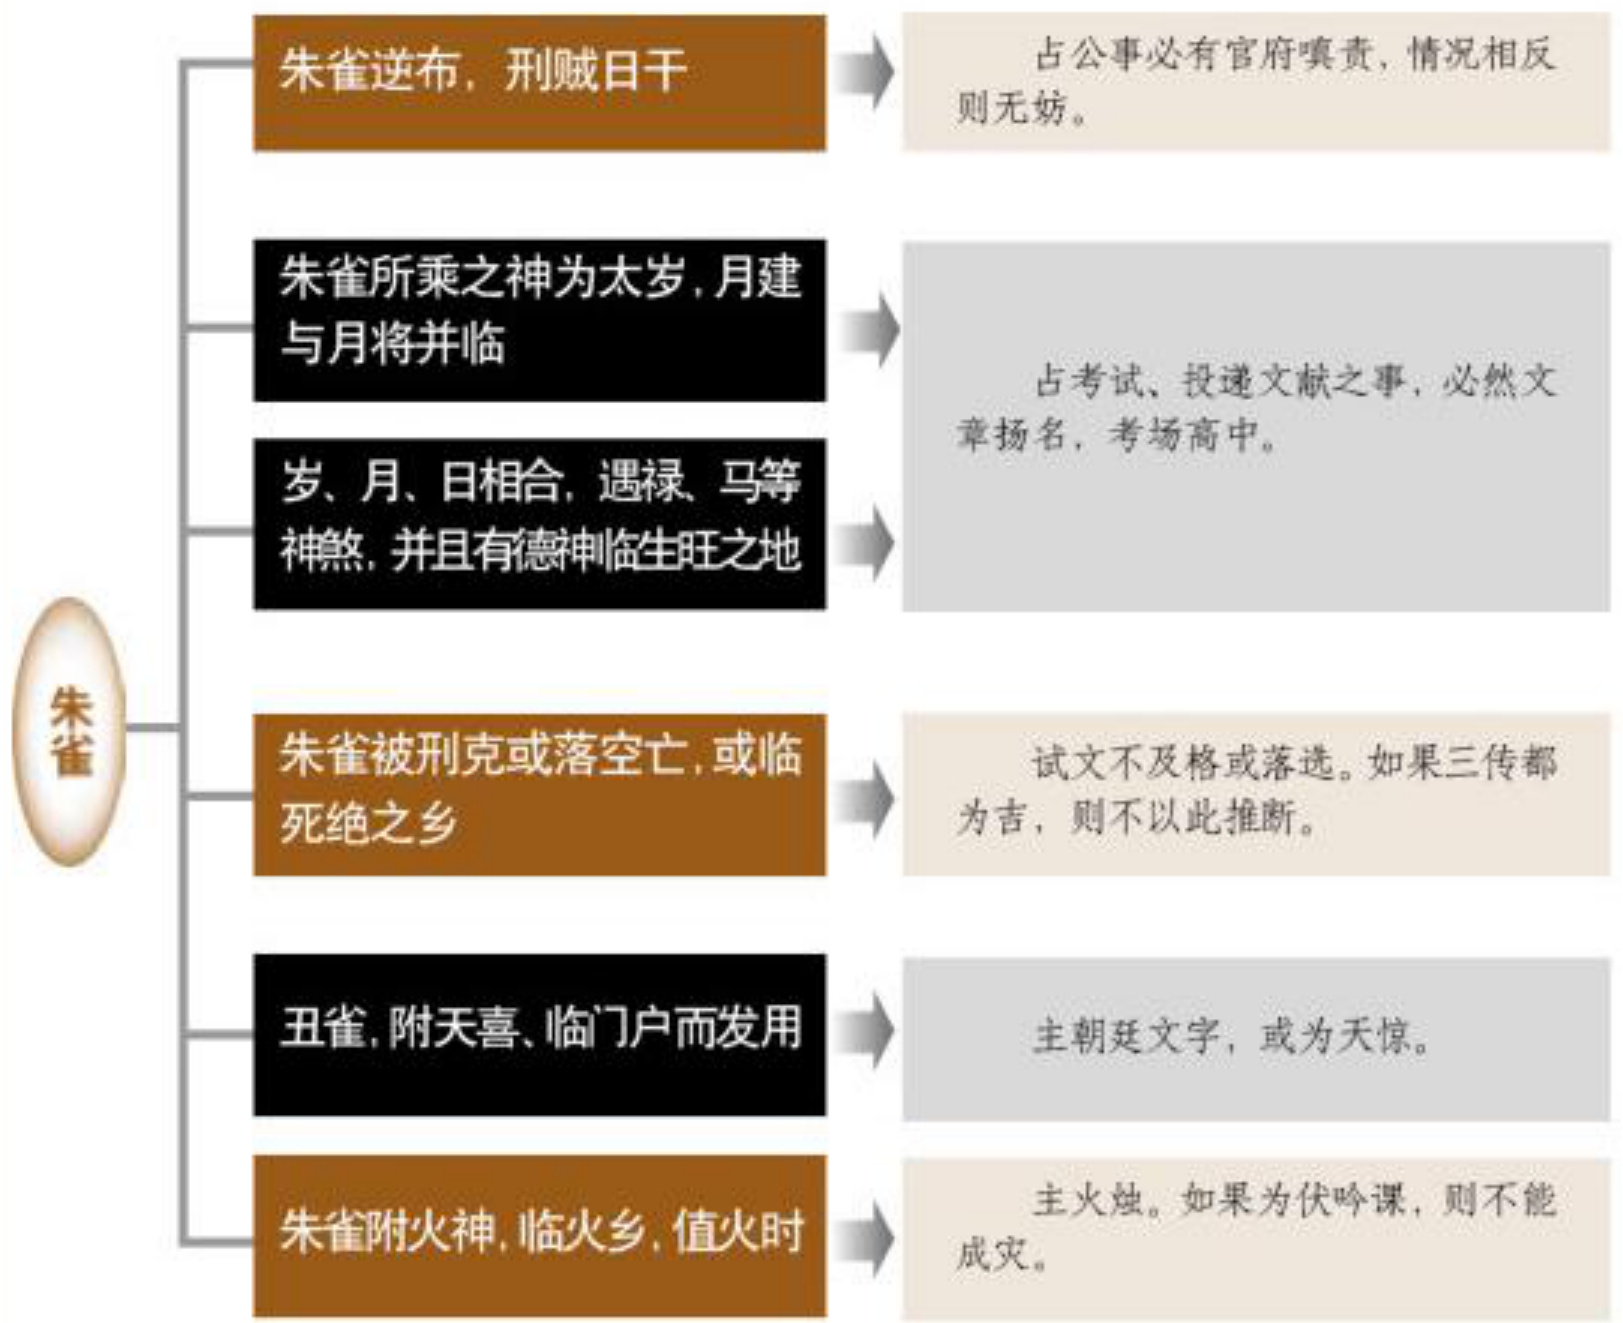 朱雀
朱雀逆布，刑贼日干
占公事必有官府嗔责，情况相反
则无妨。
朱雀所乘之神为太岁，月建
与月将并临
岁、月、日相合，遇禄、马等
神煞，并且有德神临生旺之地
占考试、投递文献之事，必然文
章扬名，考场高中。
朱雀被刑克或落空亡，或临
死绝之乡
试文不及格或落选。如果三传都
为吉，则不以此推断。
丑雀，附天喜、临门户而发用
主朝廷文字，或为天惊。
朱雀附火神，临火乡，值火时
主火烛。如果为伏吟课，则不能
成灾。